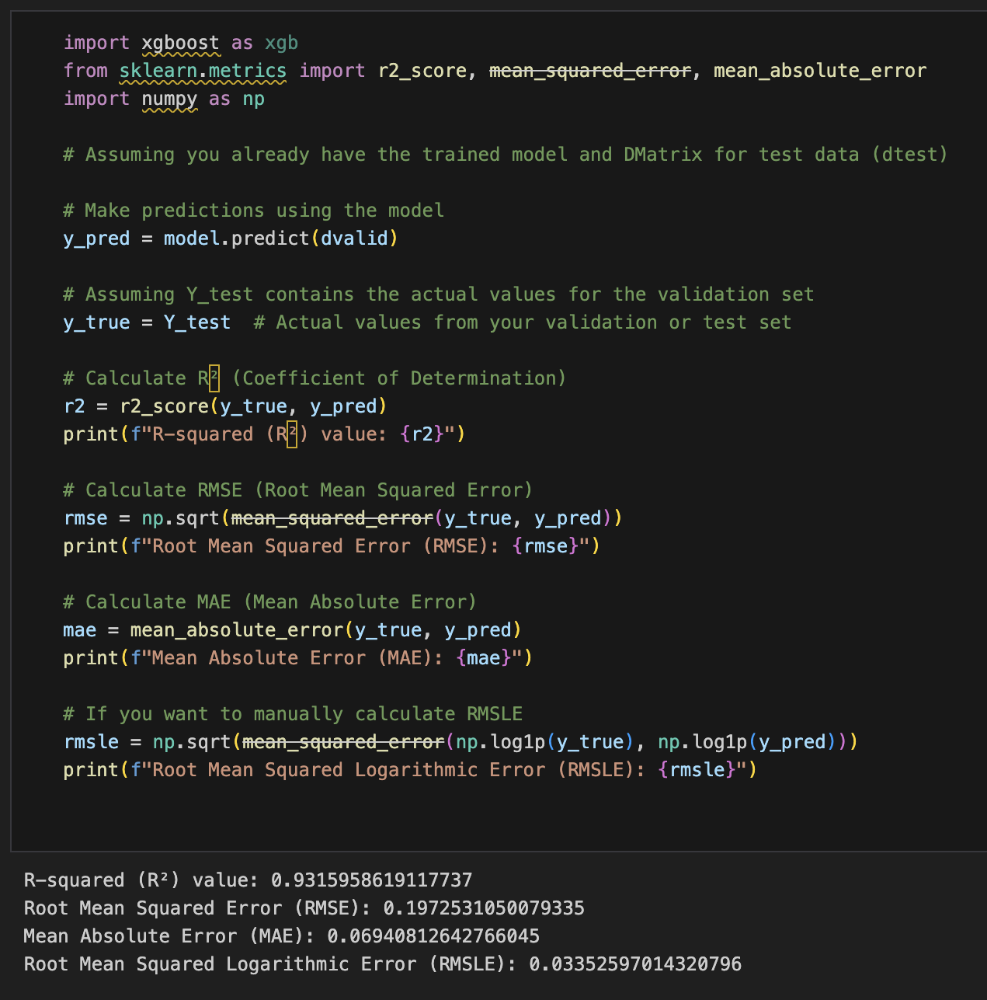 import xgboost as xgb
from sklearn.metrics import r2_score, mean_squared_error, mean_absolute_error
import numpy as np
# Assuming you already have the trained model and DMatrix for test data (dtest)
# Make predictions using the model
y_pred = model.predict(dvalid)
# Assuming Y_test contains the actual values for the validation set
y_true = Y_test  # Actual values from your validation or test set
# Calculate R² (Coefficient of Determination)
r2 = r2_score(y_true, y_pred)
print(f"R-squared (R²) value: {r2}")
# Calculate RMSE (Root Mean Squared Error)
rmse = np.sqrt(mean_squared_error(y_true, y_pred))
print(f"Root Mean Squared Error (RMSE): {rmse}")
# Calculate MAE (Mean Absolute Error)
mae = mean_absolute_error(y_true, y_pred)
print(f"Mean Absolute Error (MAE): {mae}")
# If you want to manually calculate RMSLE
rmsle = np.sqrt(mean_squared_error(np.log1p(y_true), np.log1p(y_pred)))
print(f"Root Mean Squared Logarithmic Error (RMSLE): {rmsle}")
R-squared (R²) value: 0.9315958619117737
Root Mean Squared Error (RMSE): 0.1972531050079335
Mean Absolute Error (MAE): 0.06940812642766045
Root Mean Squared Logarithmic Error (RMSLE): 0.03352597014320796